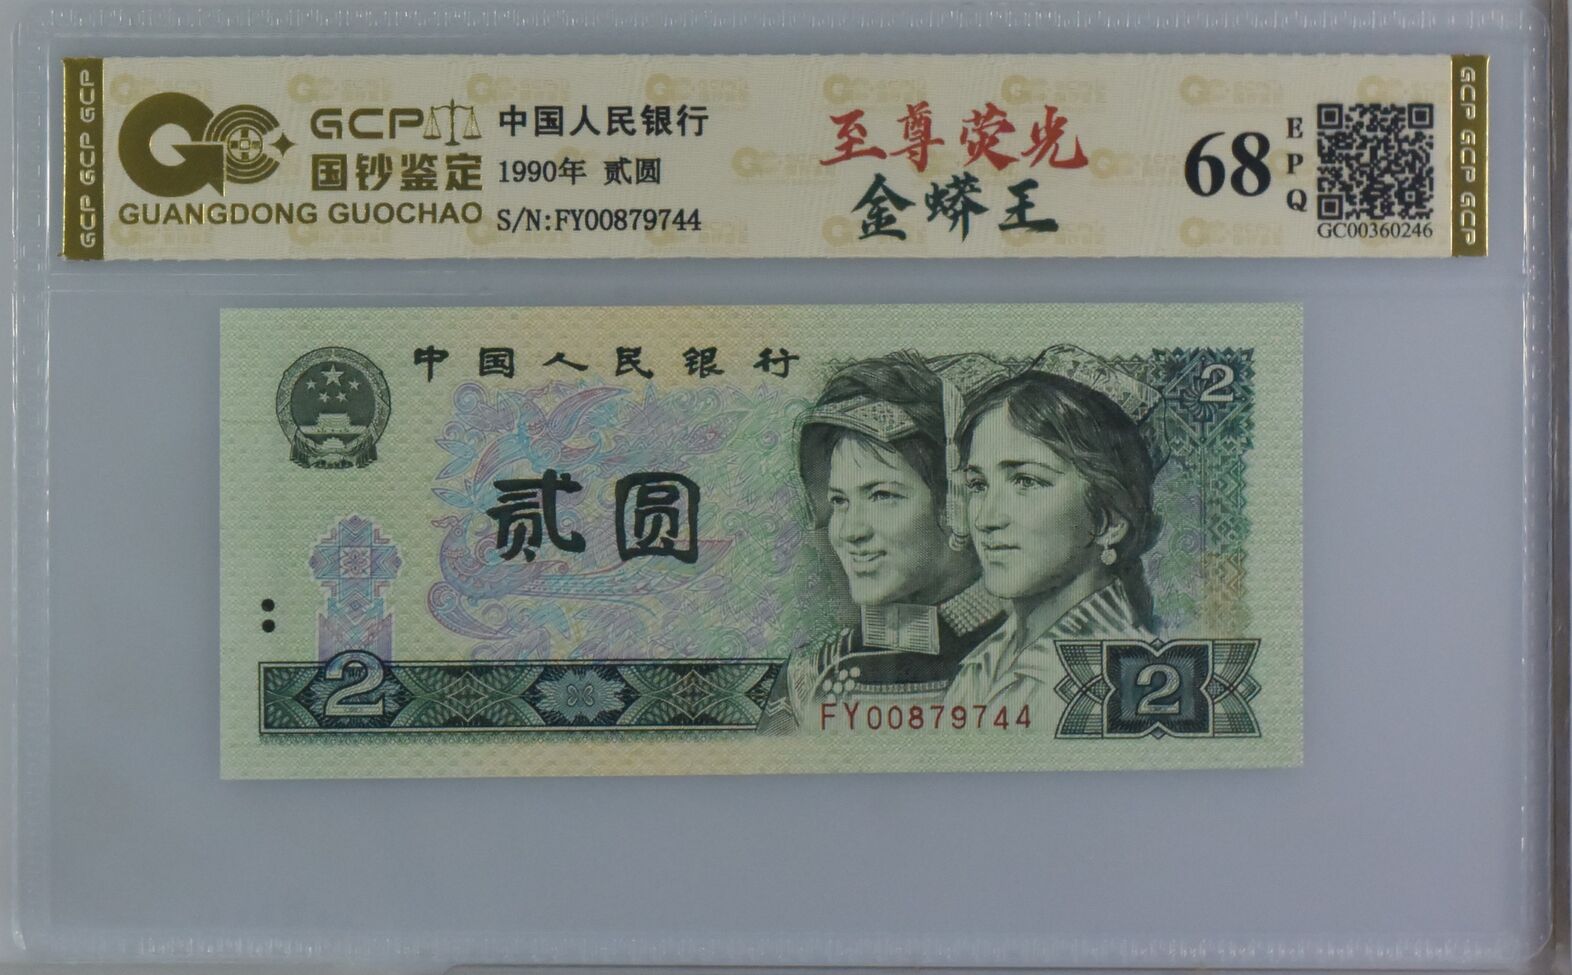 GCP GCP GCP
GCP
国钞鉴定
GUANGDONG GUOCHAO
中国人民银行
1990年 贰圆
S/N:FY00879744
至尊荧光
金蟒王
68
EPQ
GC00360246
GCP GCP GCP
中国人民银行
2
贰圆
2
FY00879744
2